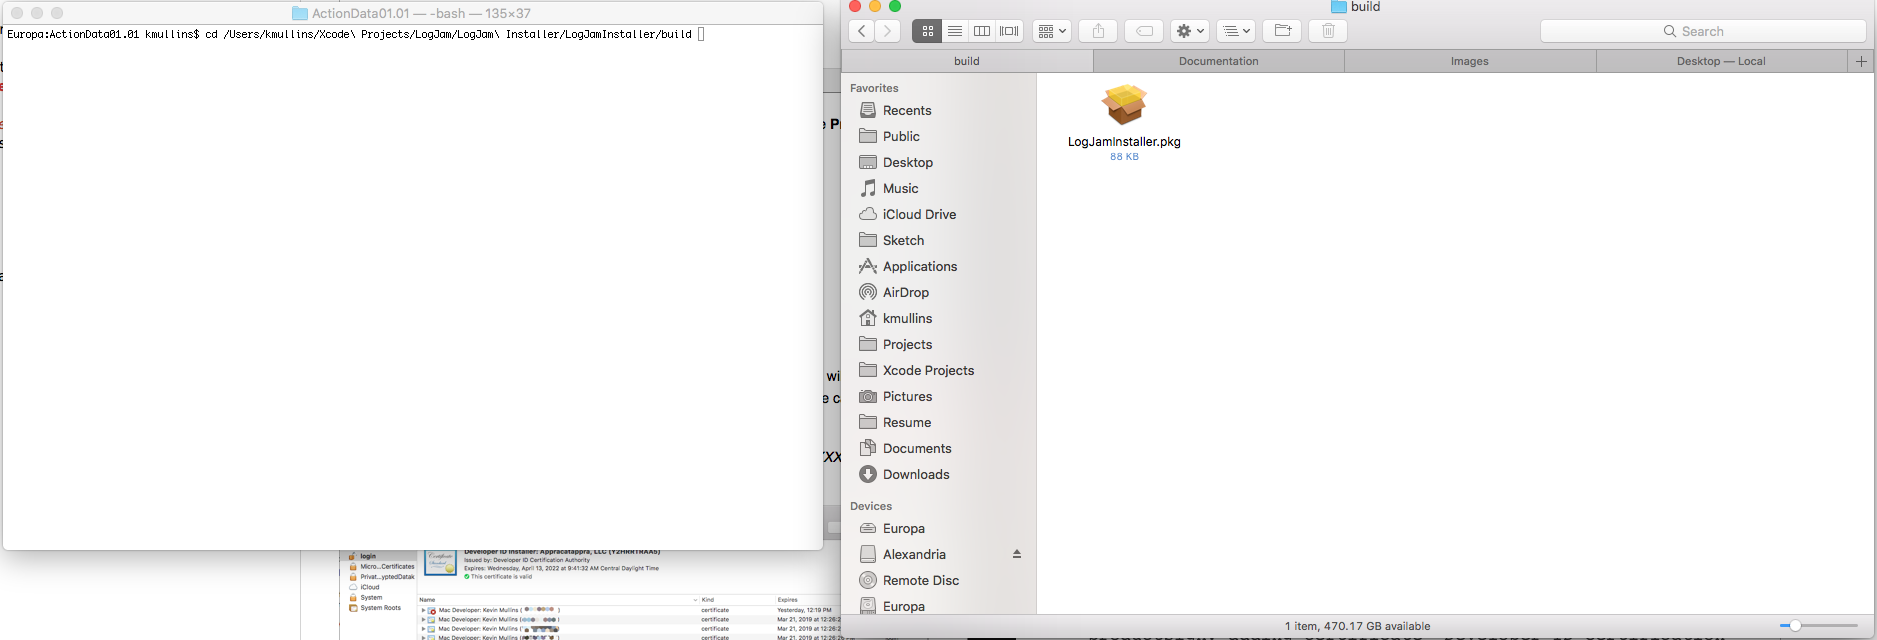 ActionData01.01 — -bash — 135×37
Europa:ActionData01.01 kmullins$ cd /Users/kmullins/Xcode\ Projects/LogJam/LogJam\ Installer/LogJamInstaller/build
build
Search
build
Documentation
Images
Desktop — Local
Favorites
Recents
Public
Desktop
Music
iCloud Drive
Sketch
Applications
AirDrop
kmullins
Projects
Xcode Projects
Pictures
Resume
Documents
Downloads
Devices
Europa
Alexandria
Remote Disc
Europa
LogJamInstaller.pkg
88 KB
1 item, 470.17 GB available
login
Micro...Certificates
Privat...yptedDatak
iCloud
System
System Roots
Developer ID Installer: Appracatappra, LLC (Y2HRRTRAA5)
Issued by: Developer ID Certification Authority
Expires: Wednesday, April 13, 2022 at 9:41:32 AM Central Daylight Time
This certificate is valid
Name Kind Expires
Mac Developer: Kevin Mullins ( ) certificate Yesterday, 12:19 PM
Mac Developer: Kevin Mullins ( ) certificate Mar 21, 2019 at 12:26:2
Mac Developer: Kevin Mullins ( ) certificate Mar 21, 2019 at 12:26:2
Mac Developer: Kevin Mullins ( ) certificate Mar 21, 2019 at 12:26:2